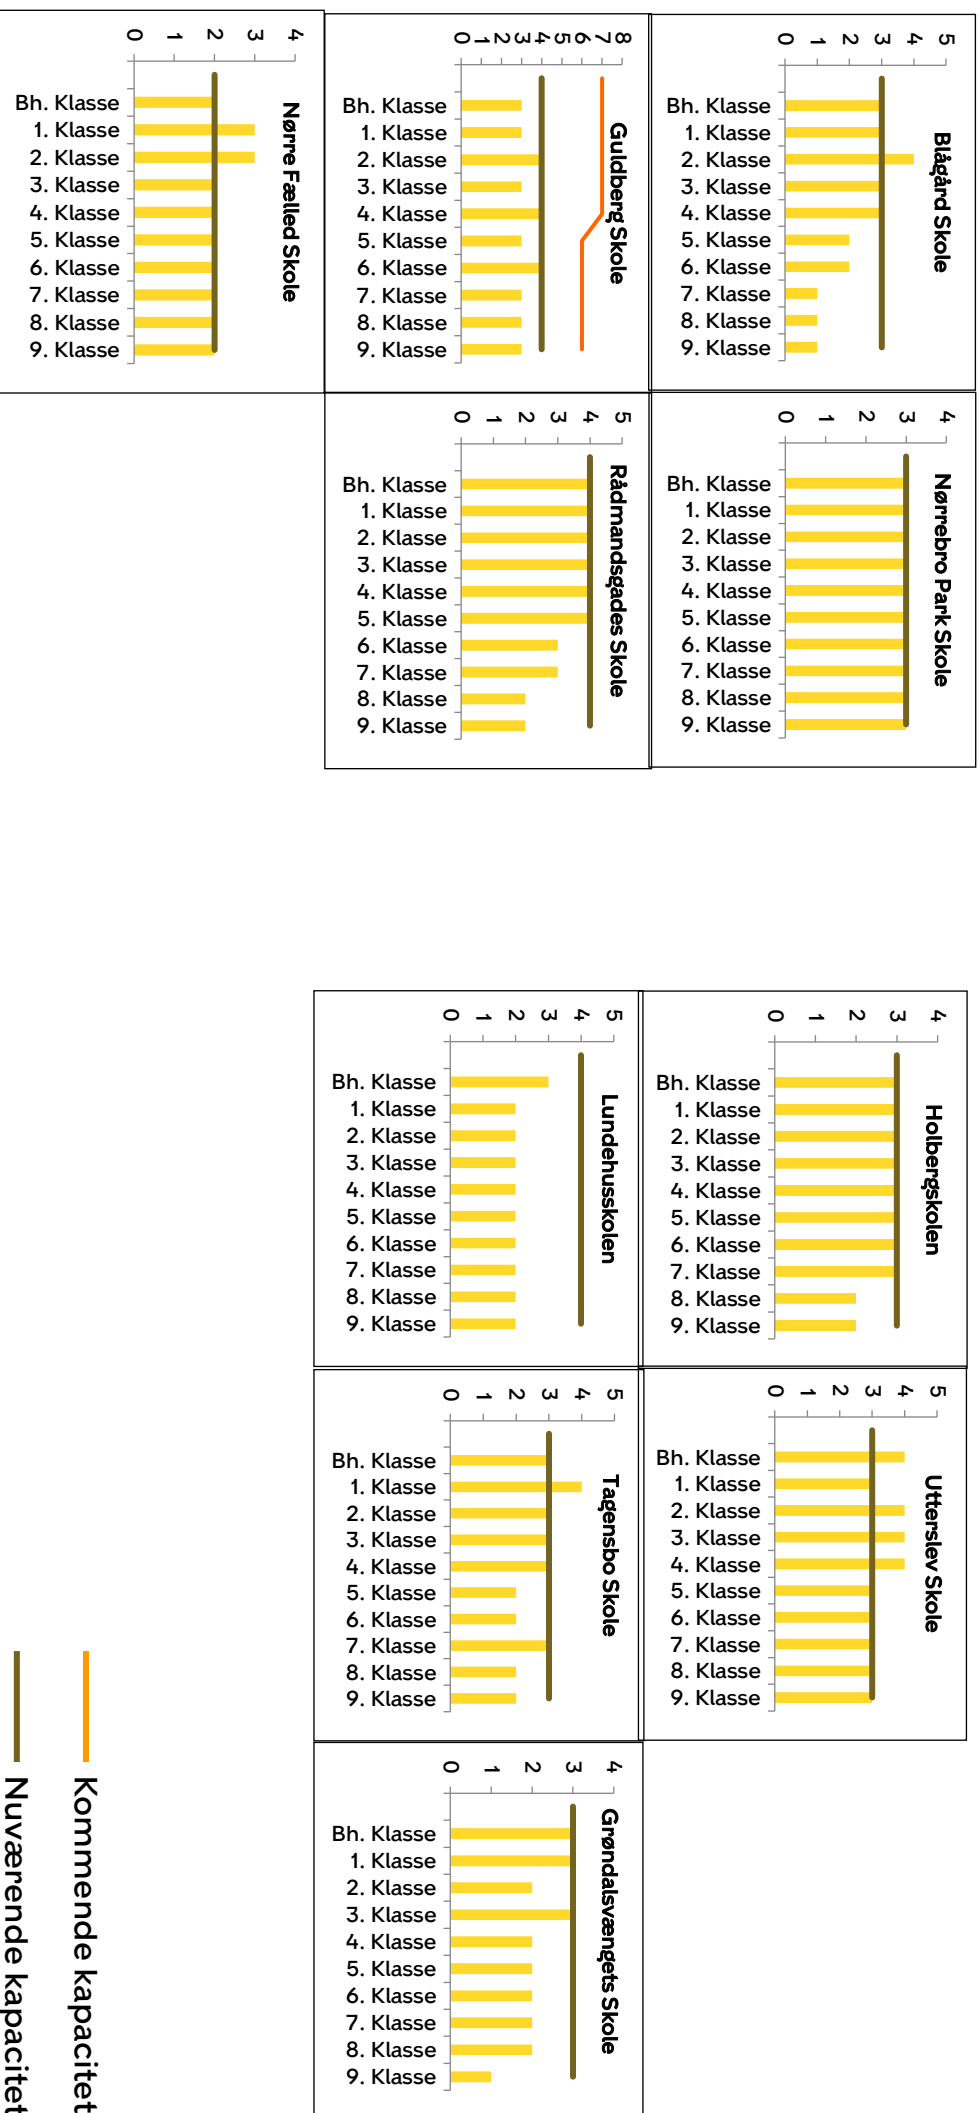 Blågård Skole
5
4
3
2
1
0
Bh. Klasse
1. Klasse
2. Klasse
3. Klasse
4. Klasse
5. Klasse
6. Klasse
7. Klasse
8. Klasse
9. Klasse
Nørrebro Park Skole
4
3
2
1
0
Bh. Klasse
1. Klasse
2. Klasse
3. Klasse
4. Klasse
5. Klasse
6. Klasse
7. Klasse
8. Klasse
9. Klasse
Holbergskolen
4
3
2
1
0
Bh. Klasse
1. Klasse
2. Klasse
3. Klasse
4. Klasse
5. Klasse
6. Klasse
7. Klasse
8. Klasse
9. Klasse
Utterslev Skole
5
4
3
2
1
0
Bh. Klasse
1. Klasse
2. Klasse
3. Klasse
4. Klasse
5. Klasse
6. Klasse
7. Klasse
8. Klasse
9. Klasse
Guldberg Skole
8
7
6
5
4
3
2
1
0
Bh. Klasse
1. Klasse
2. Klasse
3. Klasse
4. Klasse
5. Klasse
6. Klasse
7. Klasse
8. Klasse
9. Klasse
Rådmandsgades Skole
5
4
3
2
1
0
Bh. Klasse
1. Klasse
2. Klasse
3. Klasse
4. Klasse
5. Klasse
6. Klasse
7. Klasse
8. Klasse
9. Klasse
Lundehusskolen
5
4
3
2
1
0
Bh. Klasse
1. Klasse
2. Klasse
3. Klasse
4. Klasse
5. Klasse
6. Klasse
7. Klasse
8. Klasse
9. Klasse
Tagensbo Skole
5
4
3
2
1
0
Bh. Klasse
1. Klasse
2. Klasse
3. Klasse
4. Klasse
5. Klasse
6. Klasse
7. Klasse
8. Klasse
9. Klasse
Grøndalsvængets Skole
4
3
2
1
0
Bh. Klasse
1. Klasse
2. Klasse
3. Klasse
4. Klasse
5. Klasse
6. Klasse
7. Klasse
8. Klasse
9. Klasse
Nørre Fælled Skole
4
3
2
1
0
Bh. Klasse
1. Klasse
2. Klasse
3. Klasse
4. Klasse
5. Klasse
6. Klasse
7. Klasse
8. Klasse
9. Klasse
Kommende kapacitet
Nuværende kapacitet